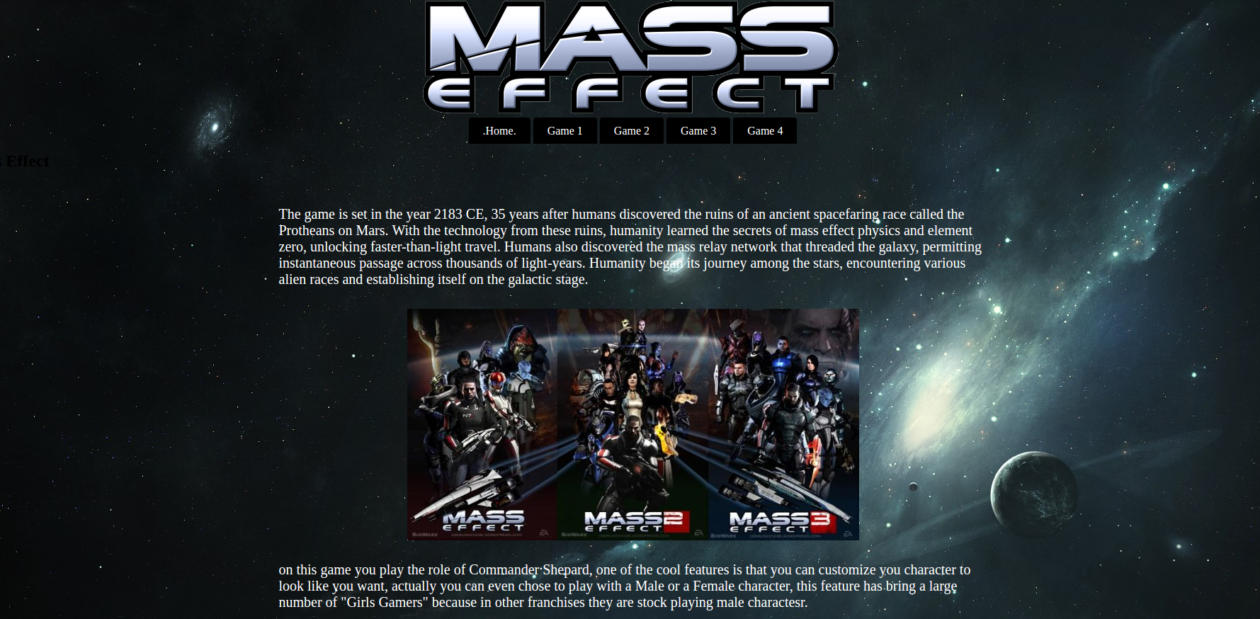 MASS
EFFECT
.Home. Game 1 Game 2 Game 3 Game 4
Effect
The game is set in the year 2183 CE, 35 years after humans discovered the ruins of an ancient spacefaring race called the
Protheans on Mars. With the technology from these ruins, humanity learned the secrets of mass effect physics and element
zero, unlocking faster-than-light travel. Humans also discovered the mass relay network that threaded the galaxy, permitting
instantaneous passage across thousands of light-years. Humanity began its journey among the stars, encountering various
alien races and establishing itself on the galactic stage.
N7
MASS MASS2 MASS3
EFFECT EFFECT EFFECT
on this game you play the role of Commander Shepard, one of the cool features is that you can customize you character to
look like you want, actually you can even chose to play with a Male or a Female character, this feature has bring a large
number of "Girls Gamers" because in other franchises they are stock playing male charactesr.